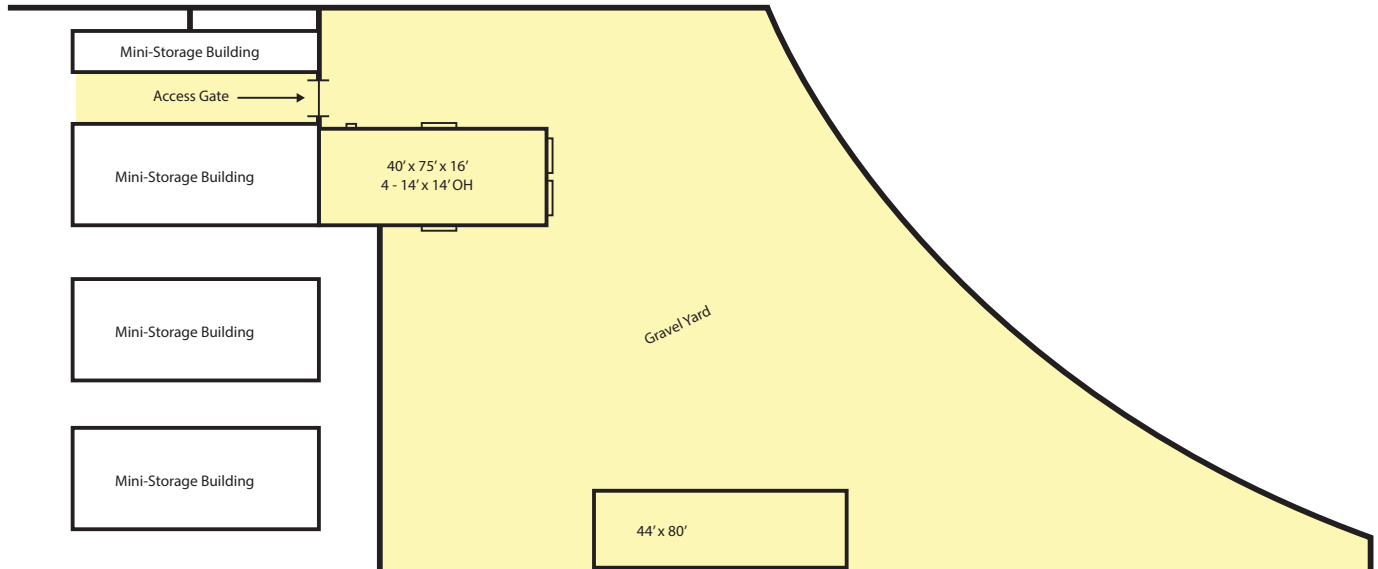 Mini-Storage Building
Access Gate
Mini-Storage Building
40’ x 75’ x 16’
4 - 14’ x 14’ OH
Mini-Storage Building
Gravel Yard
Mini-Storage Building
44’ x 80’